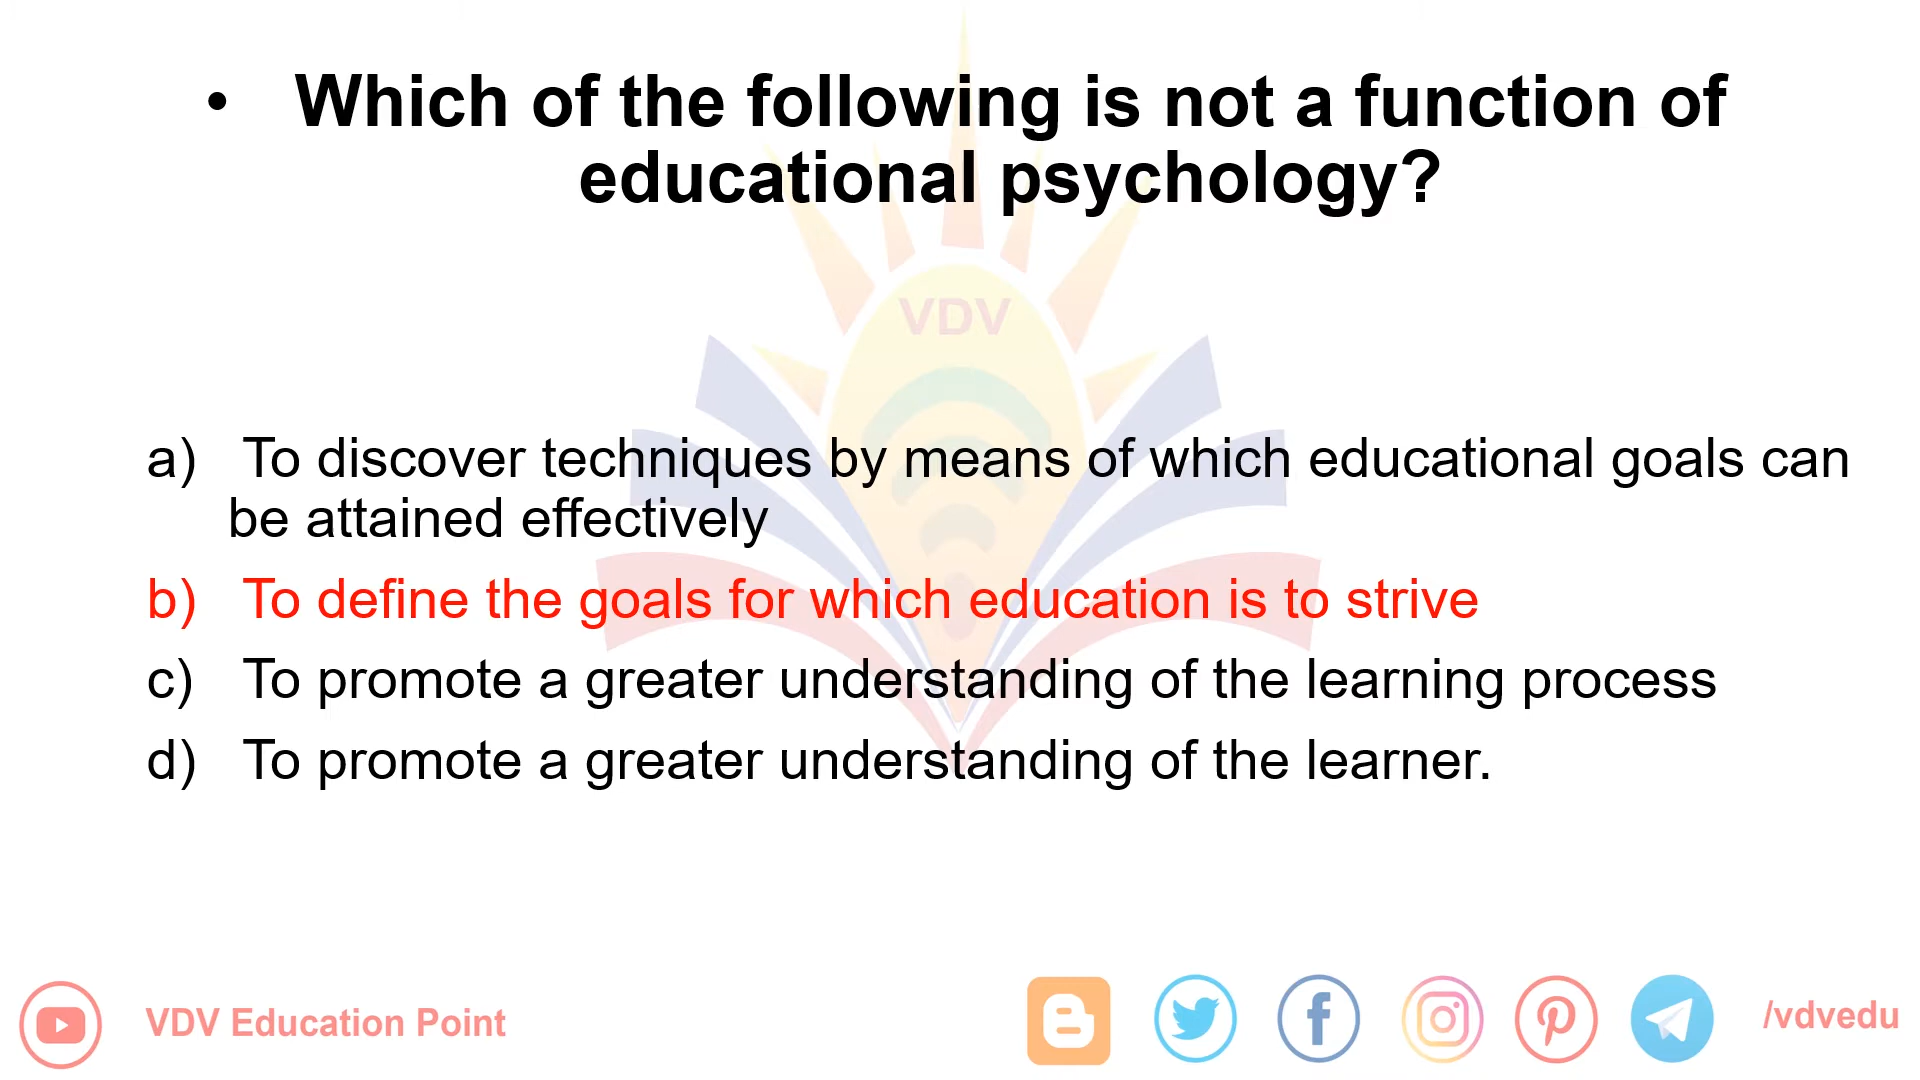 • Which of the following is not a function of
educational psychology?
VDV
a) To discover techniques by means of which educational goals can
be attained effectively
b) To define the goals for which education is to strive
c) To promote a greater understanding of the learning process
d) To promote a greater understanding of the learner.
VDV Education Point
/vdvedu